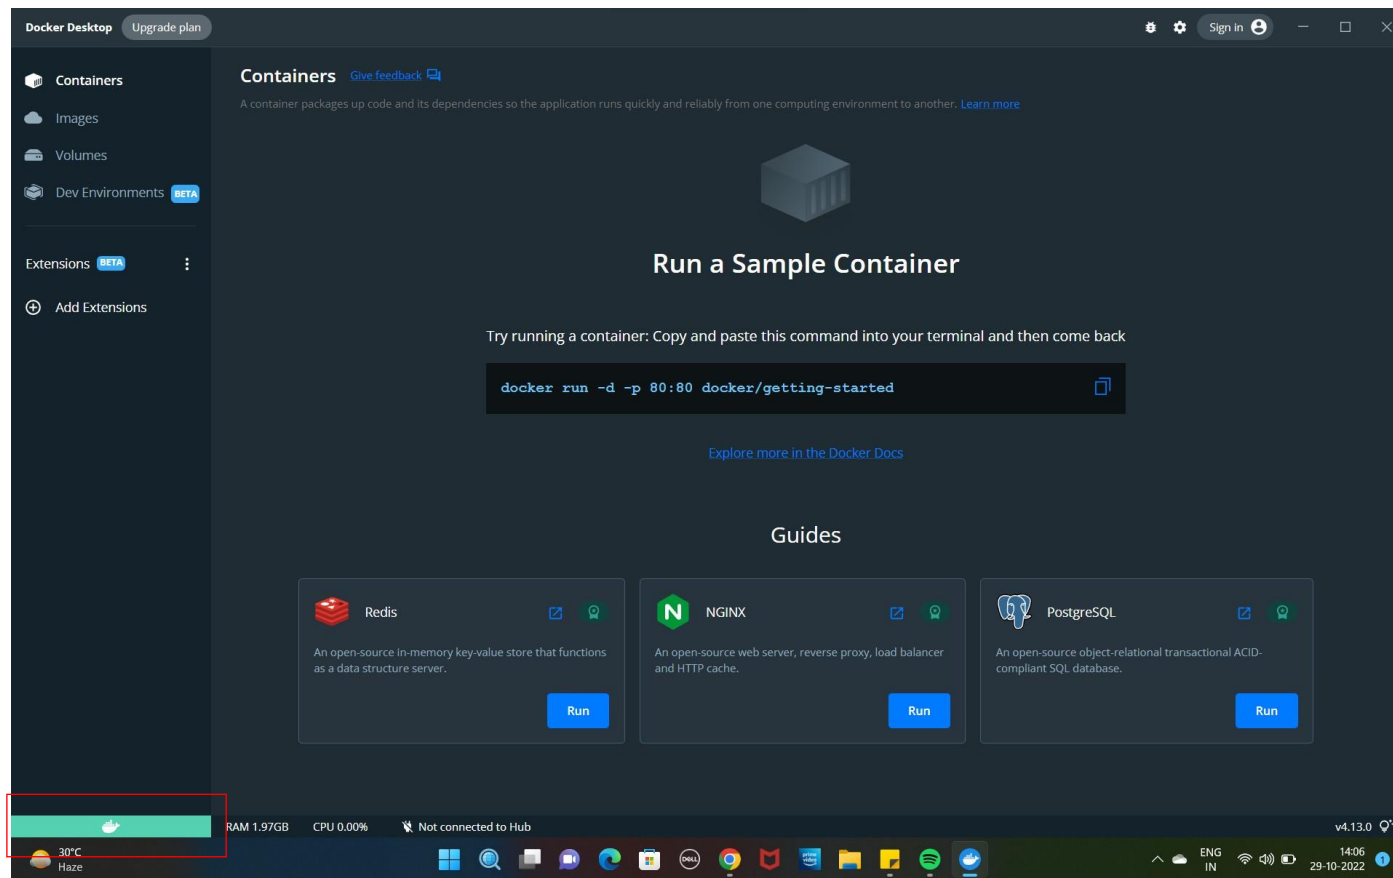 Docker Desktop Upgrade plan
Sign in
Containers
Images
Volumes
Dev Environments BETA
Extensions BETA
Add Extensions
Containers Give feedback
A container packages up code and its dependencies so the application runs quickly and reliably from one computing environment to another. Learn more
Run a Sample Container
Try running a container: Copy and paste this command into your terminal and then come back
docker run -d -p 80:80 docker/getting-started
Explore more in the Docker Docs
Guides
Redis
An open-source in-memory key-value store that functions
as a data structure server.
Run
NGINX
An open-source web server, reverse proxy, load balancer
and HTTP cache.
Run
PostgreSQL
An open-source object-relational transactional ACID-
compliant SQL database.
Run
RAM 1.97GB CPU 0.00% Not connected to Hub
v4.13.0
30°C
Haze
DELL
prime
video
ENG
IN
14:06
29-10-2022
1